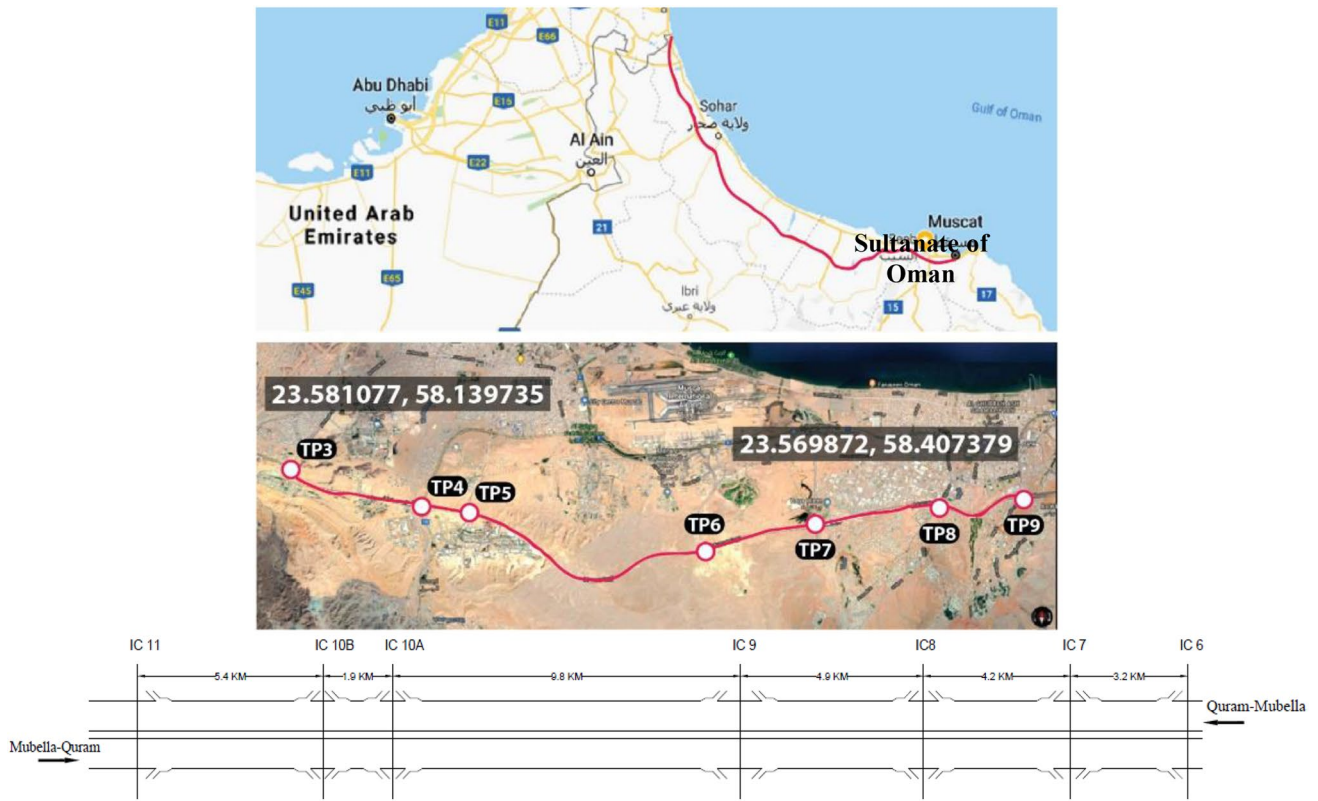 E11
E66
Abu Dhabi
أبو ظبي
E16
Sohar
ولاية صحار
Gulf of Oman
Al Ain
العين
E22
E11
United Arab
Emirates
21
Muscat
Sultanate of
Oman
السيب
E65
E45
Ibri
ولاية عبري
15
17
23.581077, 58.139735
23.569872, 58.407379
TP3
TP4
TP5
TP6
TP7
TP8
TP9
IC 11
IC 10B
IC 10A
IC 9
IC8
IC 7
IC 6
5.4 KM
1.9 KM
9.8 KM
4.9 KM
4.2 KM
3.2 KM
Quram-Mubella
Mubella-Quram